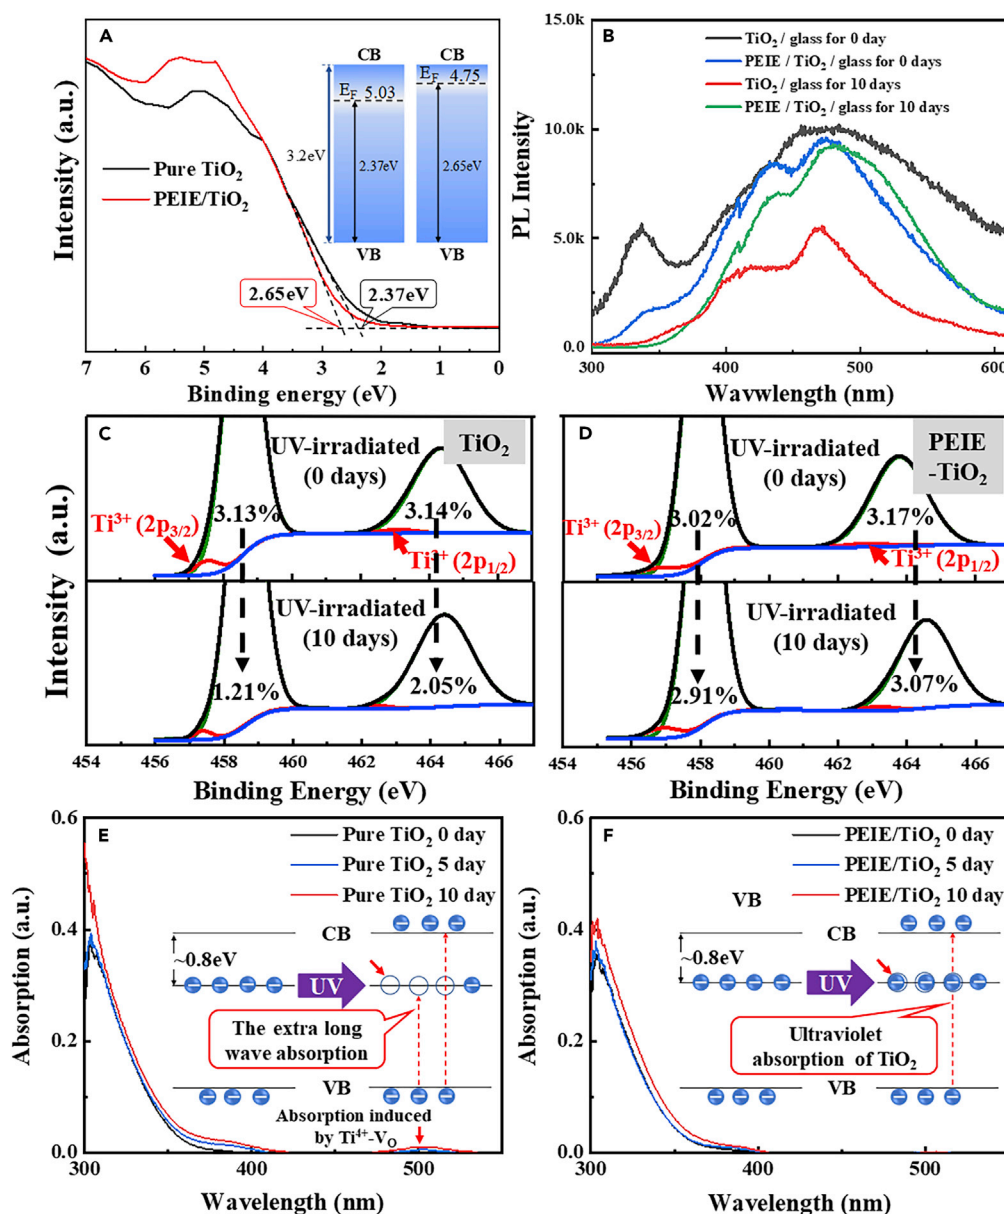 A
CB
CB
E_F 5.03
E_F 4.75
3.2eV
2.37eV
2.65eV
VB
VB
Pure TiO₂
PEIE/TiO₂
2.65eV
2.37eV
Intensity (a.u.)
7 6 5 4 3 2 1 0
Binding energy (eV)
B
TiO₂ / glass for 0 day
PEIE / TiO₂ / glass for 0 days
TiO₂ / glass for 10 days
PEIE / TiO₂ / glass for 10 days
15.0k
10.0k
5.0k
0.0
PL Intensity
300 400 500 600
Wavwlength (nm)
C
UV-irradiated
(0 days)
TiO₂
3.13%
3.14%
Ti³⁺ (2p₃/₂)
Ti³⁺ (2p₁/₂)
UV-irradiated
(10 days)
1.21%
2.05%
Intensity (a.u.)
454 456 458 460 462 464 466
Binding Energy (eV)
D
UV-irradiated
(0 days)
PEIE
-TiO₂
3.02%
3.17%
Ti³⁺ (2p₃/₂)
Ti³⁺ (2p₁/₂)
UV-irradiated
(10 days)
2.91%
3.07%
454 456 458 460 462 464 466
Binding Energy (eV)
E
Pure TiO₂ 0 day
Pure TiO₂ 5 day
Pure TiO₂ 10 day
CB
~0.8eV
UV
The extra long
wave absorption
VB
Absorption induced
by Ti⁴⁺-V_O
0.6
0.4
0.2
0.0
Absorption (a.u.)
300 400 500
Wavelength (nm)
F
PEIE/TiO₂ 0 day
PEIE/TiO₂ 5 day
PEIE/TiO₂ 10 day
VB
CB
~0.8eV
UV
Ultraviolet
absorption of TiO₂
VB
0.6
0.4
0.2
0.0
Absorption (a.u.)
300 400 500
Wavelength (nm)